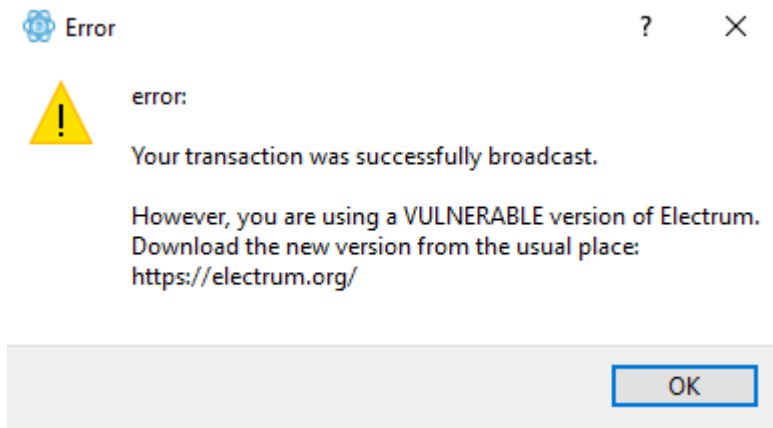 Error
?
error:
Your transaction was successfully broadcast.
However, you are using a VULNERABLE version of Electrum.
Download the new version from the usual place:
https://electrum.org/
OK